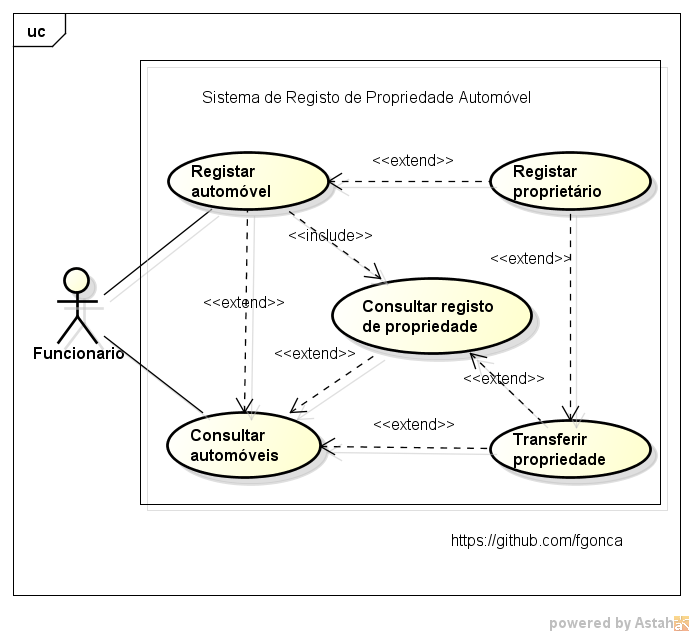 uc
Sistema de Registo de Propriedade Automóvel
Registar
automóvel
<<extend>>
Registar
proprietário
<<include>>
<<extend>>
<<extend>>
Consultar registo
de propriedade
Funcionario
<<extend>>
<<extend>>
Consultar
automóveis
<<extend>>
Transferir
propriedade
https://github.com/fgonca
powered by Astah